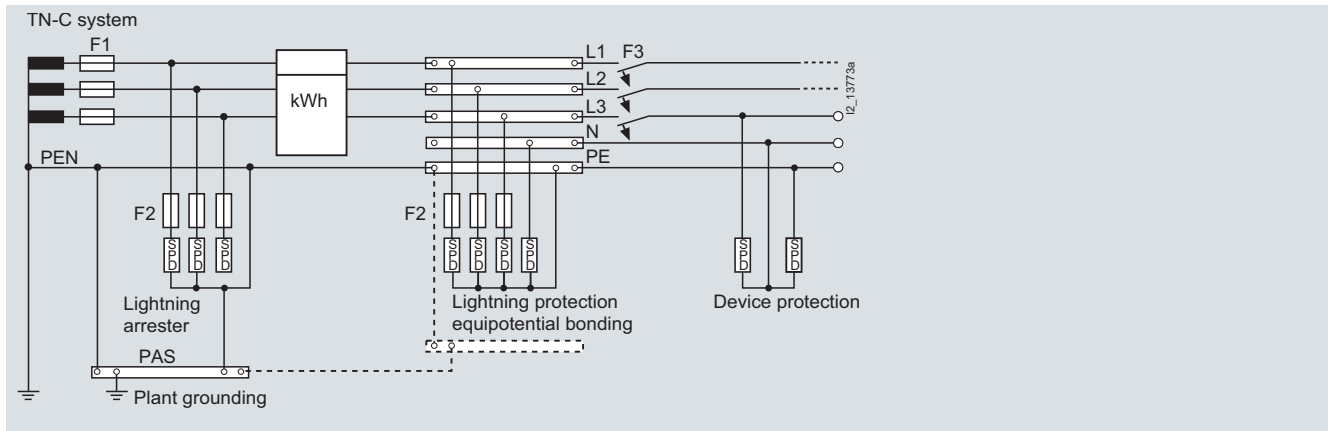 TN-C system
F1
L1 F3
L2
kWh
L3
N
PEN
PE
I2_13773a
F2
F2
SPD SPD SPD
SPD SPD SPD SPD
SPD SPD
Lightning
arrester
Lightning protection
equipotential bonding
Device protection
PAS
Plant grounding